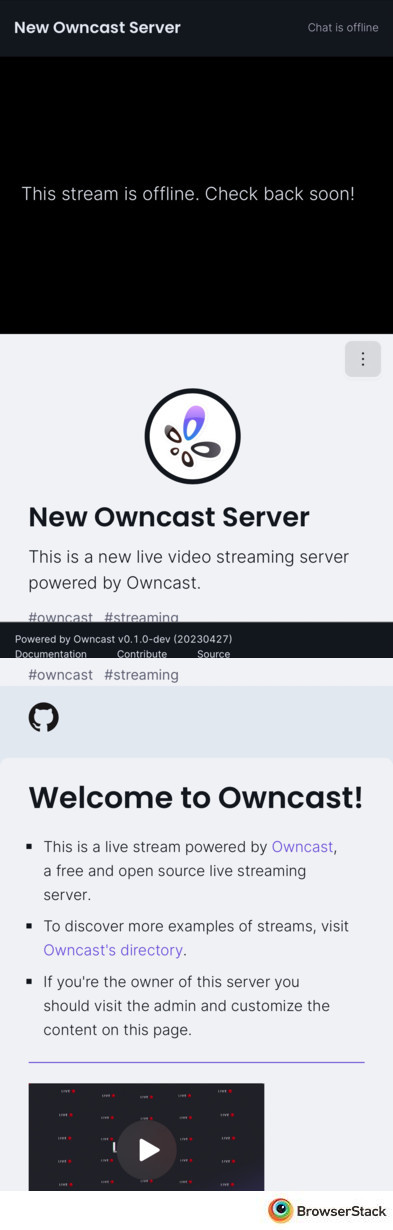 New Owncast Server
Chat is offline
This stream is offline. Check back soon!
New Owncast Server
This is a new live video streaming server
powered by Owncast.
#owncast #streaming
Powered by Owncast v0.1.0-dev (20230427)
Documentation Contribute Source
#owncast #streaming
Welcome to Owncast!
This is a live stream powered by Owncast,
a free and open source live streaming
server.
To discover more examples of streams, visit
Owncast's directory.
If you're the owner of this server you
should visit the admin and customize the
content on this page.
BrowserStack